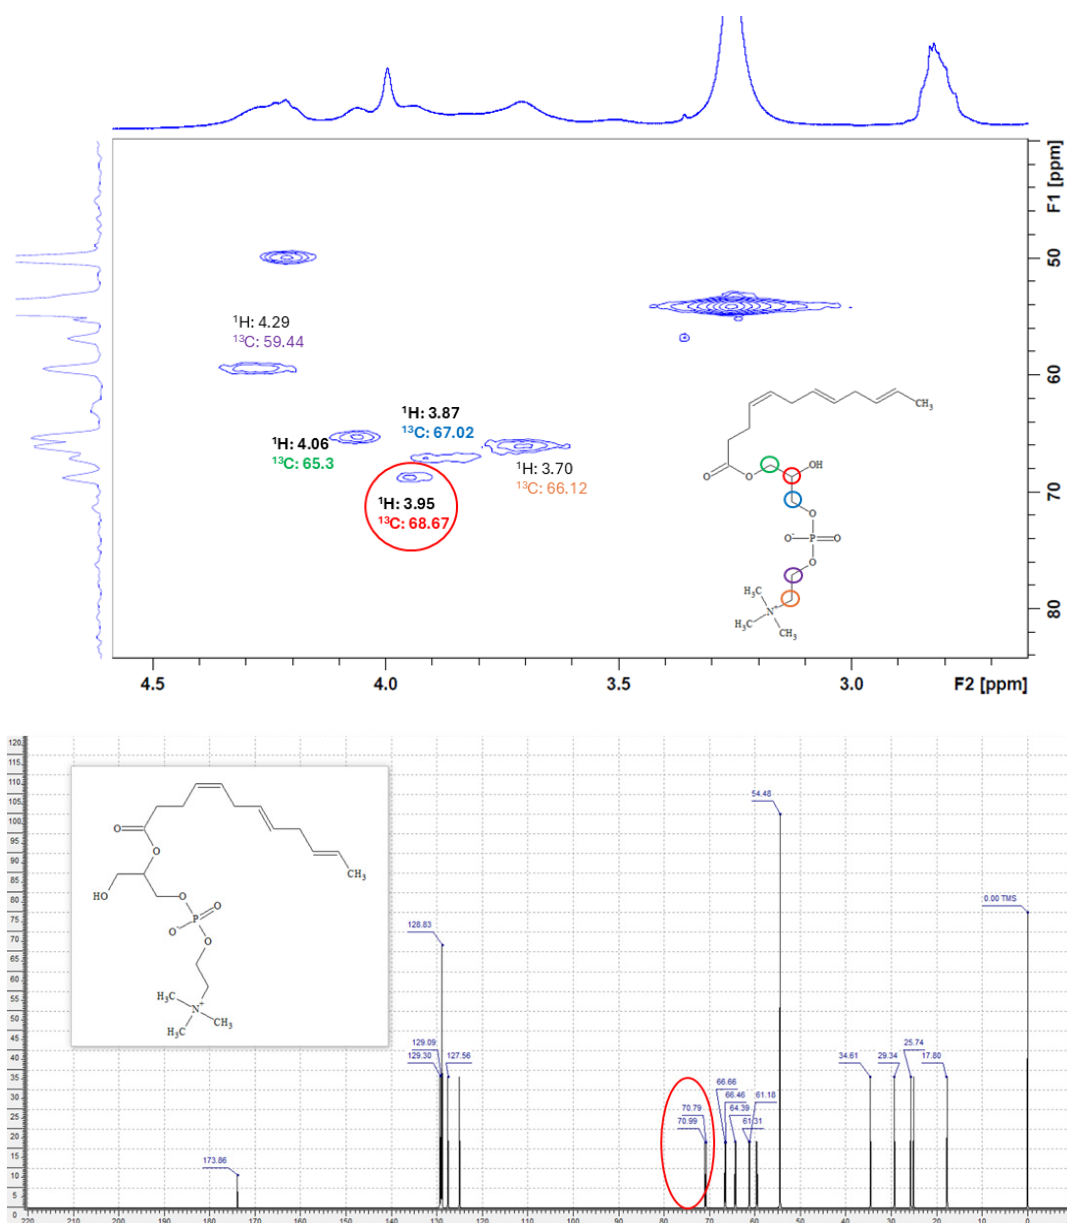 F1 [ppm]
50
60
70
80
¹H: 4.29
¹³C: 59.44
¹H: 3.87
¹³C: 67.02
¹H: 4.06
¹³C: 65.3
¹H: 3.70
¹³C: 66.12
¹H: 3.95
¹³C: 68.67
CH₃
O
O
OH
O
O⁻
P
O
O
H₃C
N⁺
H₃C
CH₃
4.5
4.0
3.5
3.0
F2 [ppm]
120
115
110
105
100
95
90
85
80
75
70
65
60
55
50
45
40
35
30
25
20
15
10
5
0
O
O
CH₃
HO
O
O
P
O⁻
O
H₃C
N⁺
H₃C
CH₃
54.48
0.00 TMS
128.83
129.09
129.30
127.56
34.61
29.34
25.74
17.80
66.66
66.46
61.18
70.79
64.39
70.99
61.31
173.86
220
210
200
190
180
170
160
150
140
130
120
110
100
90
80
70
60
50
40
30
20
10
0